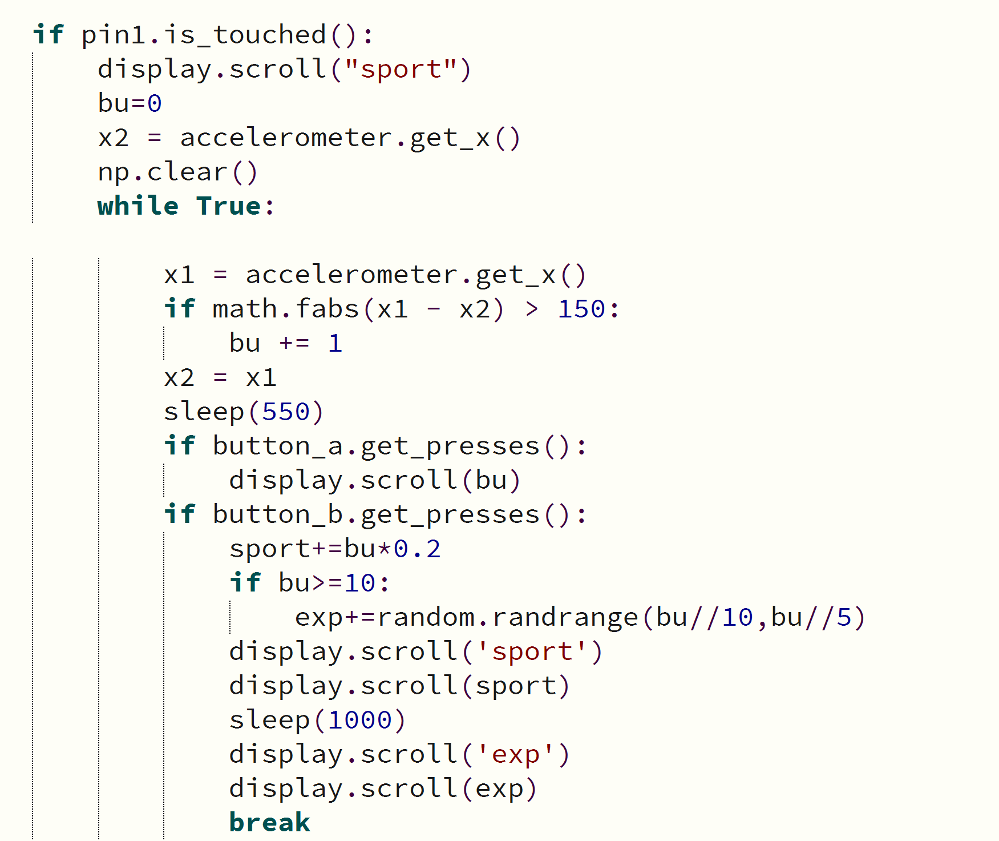 if pin1.is_touched():
    display.scroll("sport")
    bu=0
    x2 = accelerometer.get_x()
    np.clear()
    while True:

        x1 = accelerometer.get_x()
        if math.fabs(x1 - x2) > 150:
            bu += 1
        x2 = x1
        sleep(550)
        if button_a.get_presses():
            display.scroll(bu)
        if button_b.get_presses():
            sport+=bu*0.2
            if bu>=10:
                exp+=random.randrange(bu//10,bu//5)
            display.scroll('sport')
            display.scroll(sport)
            sleep(1000)
            display.scroll('exp')
            display.scroll(exp)
            break